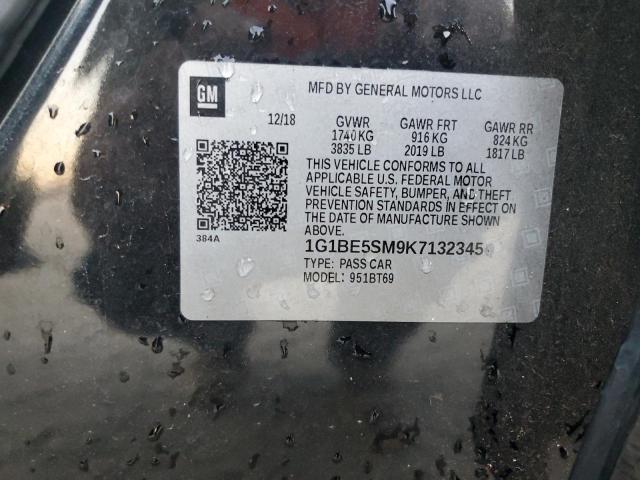 GM
MFD BY GENERAL MOTORS LLC
12/18 GVWR GAWR FRT GAWR RR
1740 KG 916 KG 824 KG
3835 LB 2019 LB 1817 LB
THIS VEHICLE CONFORMS TO ALL
APPLICABLE U.S. FEDERAL MOTOR
VEHICLE SAFETY, BUMPER, AND THEFT
PREVENTION STANDARDS IN EFFECT ON
THE DATE OF MANUFACTURE SHOWN
ABOVE.
384A
1G1BE5SM9K7132345
TYPE: PASS CAR
MODEL: 951BT69